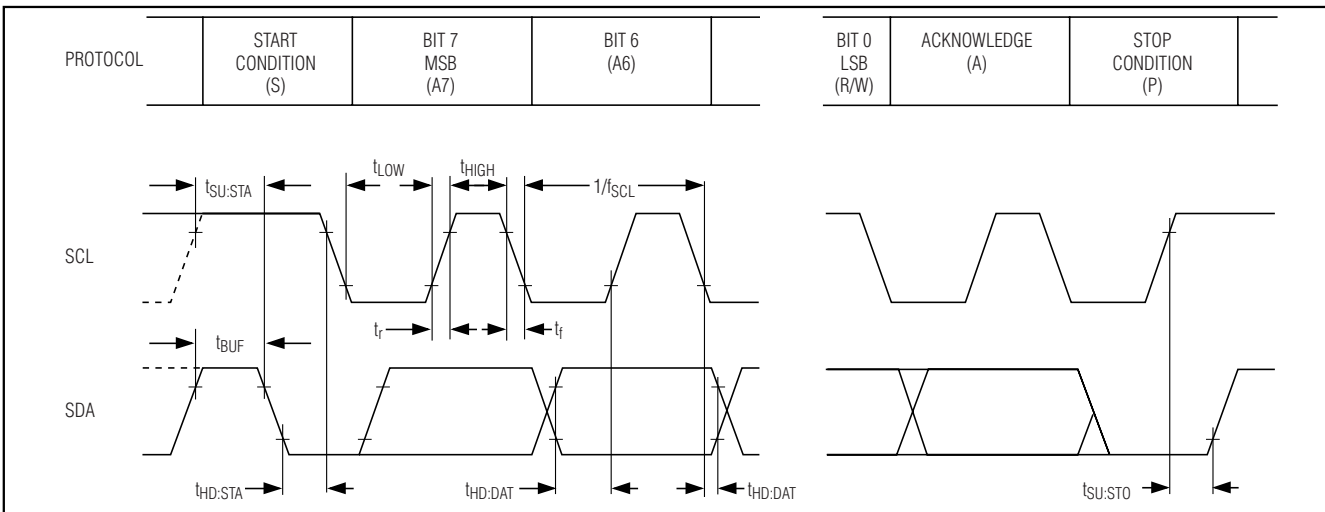 PROTOCOL
START
CONDITION
(S)
BIT 7
MSB
(A7)
BIT 6
(A6)
BIT 0
LSB
(R/W)
ACKNOWLEDGE
(A)
STOP
CONDITION
(P)
tSU:STA
tLOW
tHIGH
1/fSCL
SCL
tr
tf
tBUF
SDA
tHD:STA
tHD:DAT
tHD:DAT
tSU:STO